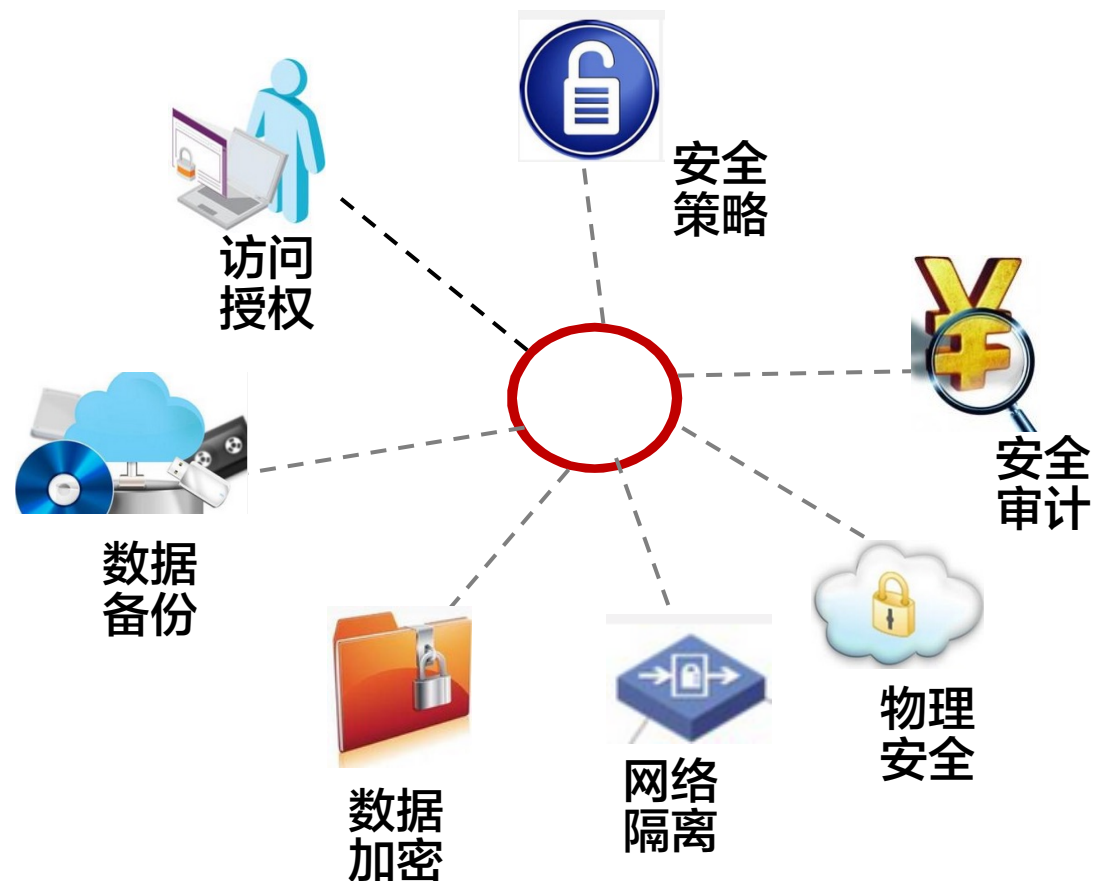 安全
策略
访问
授权
安全
审计
数据
备份
物理
安全
网络
隔离
数据
加密